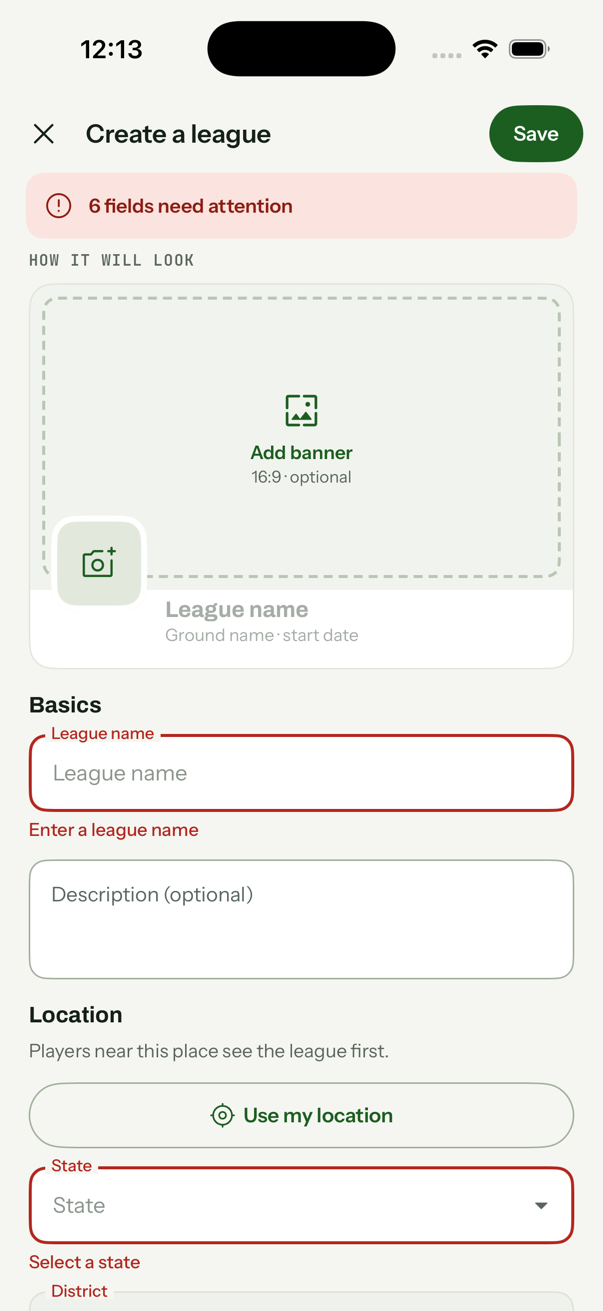 12:13
Create a league
Save
6 fields need attention
HOW IT WILL LOOK
Add banner
16:9 · optional
League name
Ground name · start date
Basics
League name
League name
Enter a league name
Description (optional)
Location
Players near this place see the league first.
Use my location
State
State
Select a state
District